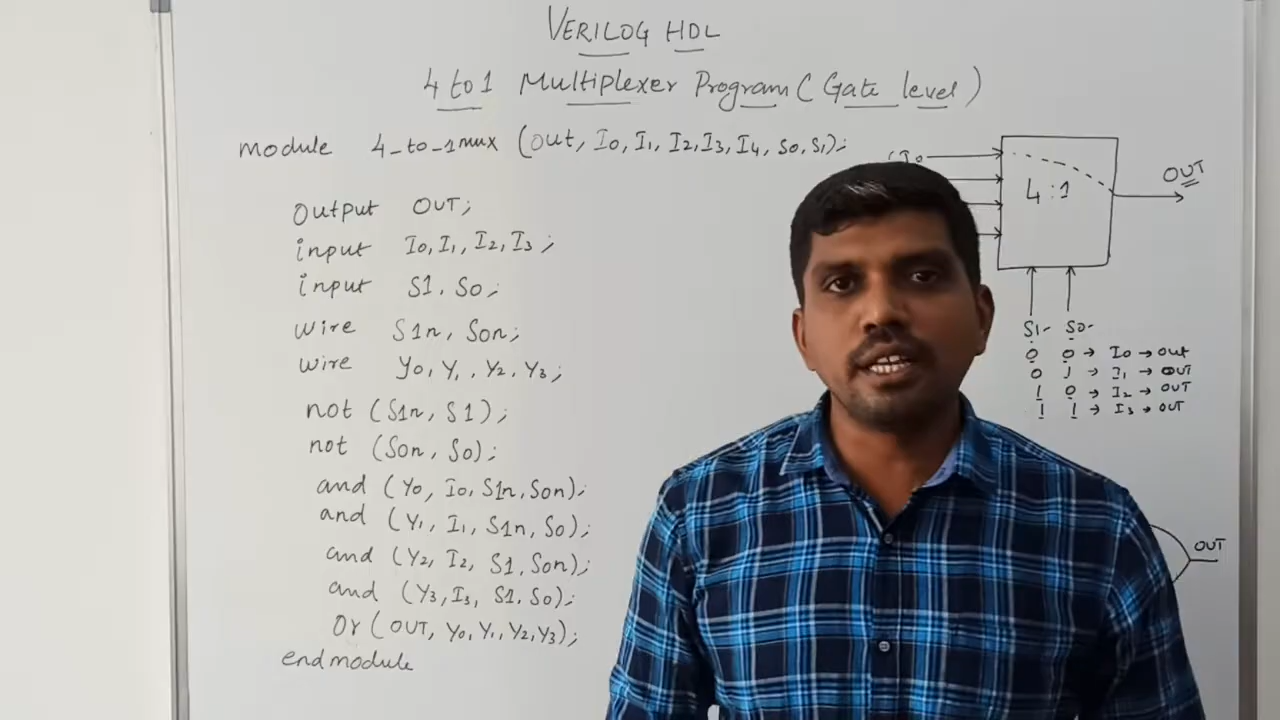 VERILOG HDL
4 to 1 Multiplexer Program (Gate level)
module 4_to_1mux (out, I0, I1, I2, I3, I4, S0, S1);
output OUT;
input I0, I1, I2, I3;
input S1, S0;
wire S1n, S0n;
wire Y0, Y1, Y2, Y3;
not (S1n, S1);
not (S0n, S0);
and (Y0, I0, S1n, S0n);
and (Y1, I1, S1n, S0);
and (Y2, I2, S1, S0n);
and (Y3, I3, S1, S0);
or (OUT, Y0, Y1, Y2, Y3);
endmodule
I0
4:1
OUT
S1 S0
0 0 → I0 → out
0 1 → I1 → OUT
1 0 → I2 → OUT
1 1 → I3 → OUT
OUT